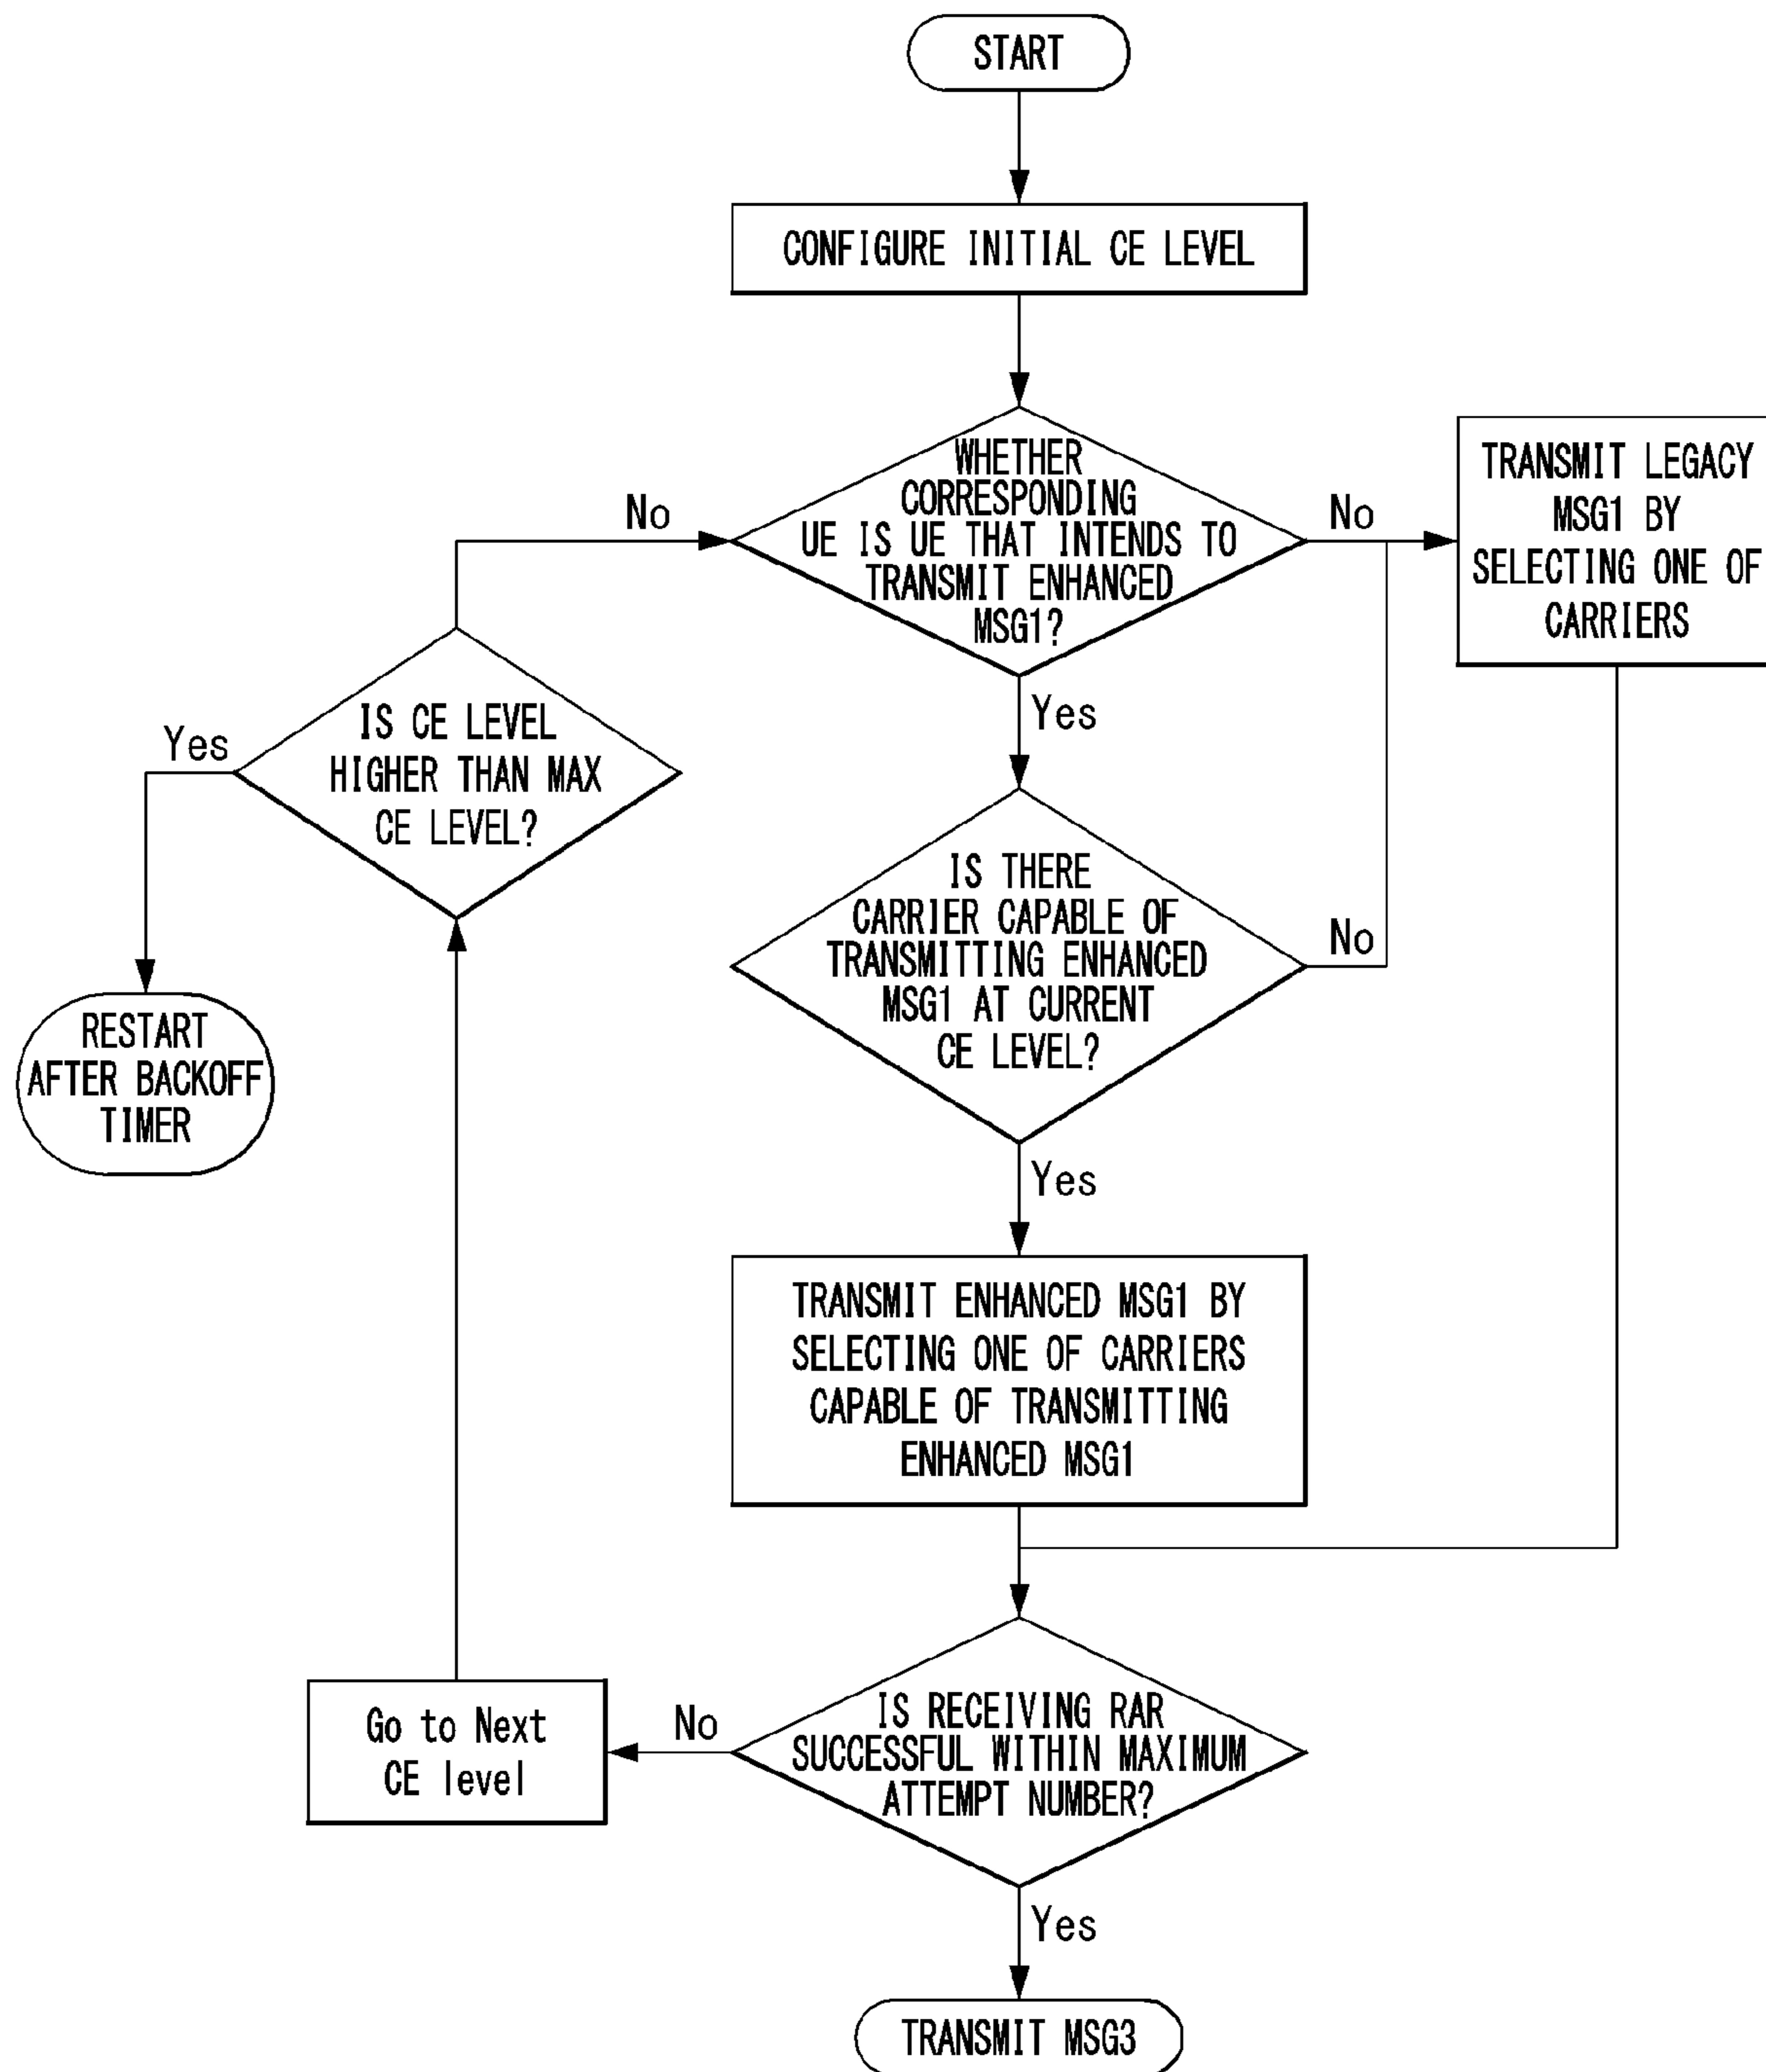 START
CONFIGURE INITIAL CE LEVEL
WHETHER
CORRESPONDING
UE IS UE THAT INTENDS TO
TRANSMIT ENHANCED
MSG1?
No
No
TRANSMIT LEGACY
MSG1 BY
SELECTING ONE OF
CARRIERS
Yes
IS CE LEVEL
HIGHER THAN MAX
CE LEVEL?
Yes
RESTART
AFTER BACKOFF
TIMER
IS THERE
CARRIER CAPABLE OF
TRANSMITTING ENHANCED
MSG1 AT CURRENT
CE LEVEL?
No
Yes
TRANSMIT ENHANCED MSG1 BY
SELECTING ONE OF CARRIERS
CAPABLE OF TRANSMITTING
ENHANCED MSG1
IS RECEIVING RAR
SUCCESSFUL WITHIN MAXIMUM
ATTEMPT NUMBER?
No
Go to Next
CE level
Yes
TRANSMIT MSG3